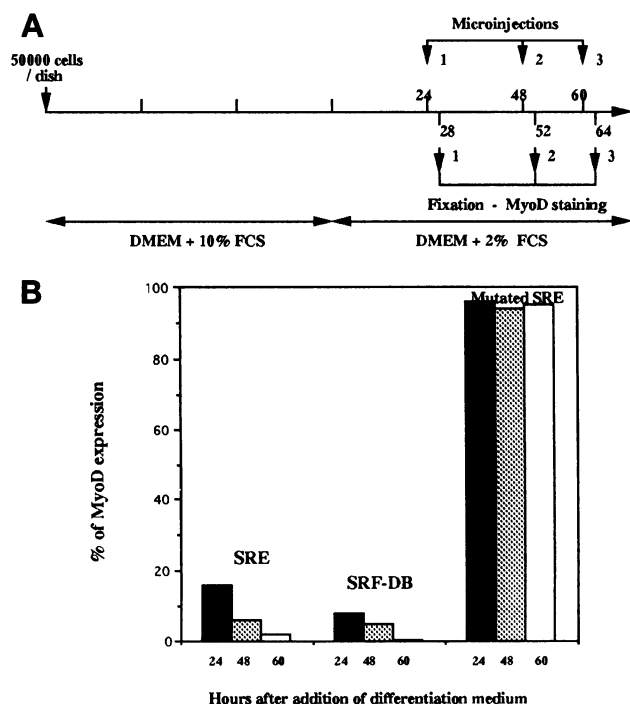 A
Microinjections
50000 cells
/ dish
1 2 3
24 48 60
28 52 64
1 2 3
Fixation - MyoD staining
DMEM + 10% FCS DMEM + 2% FCS
B
% of MyoD expression
100
80
60
40
20
0
Mutated SRE
SRE
SRF-DB
24 48 60 24 48 60 24 48 60
Hours after addition of differentiation medium